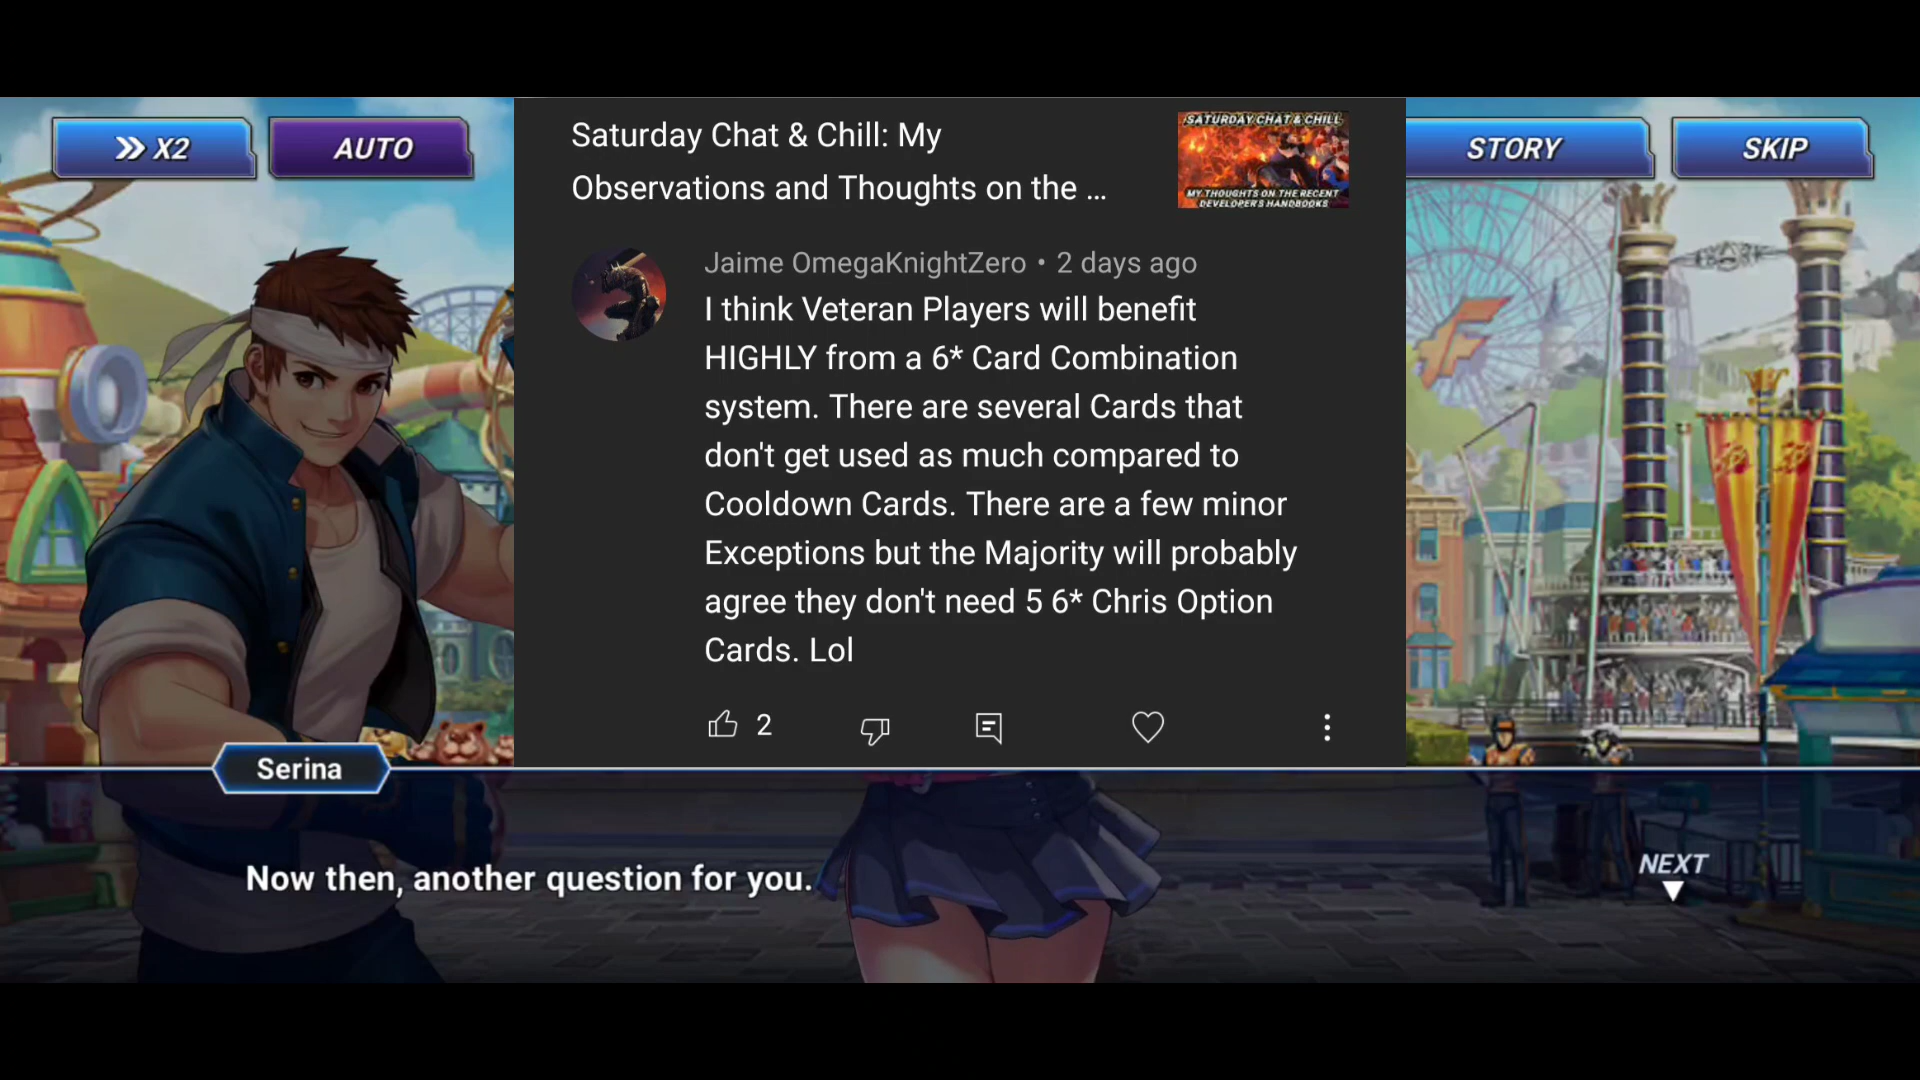 X2
AUTO
STORY
SKIP
Saturday Chat & Chill: My
Observations and Thoughts on the ...
SATURDAY CHAT & CHILL
MY THOUGHTS ON THE RECENT
DEVELOPER'S HANDBOOKS
Jaime OmegaKnightZero • 2 days ago
I think Veteran Players will benefit
HIGHLY from a 6* Card Combination
system. There are several Cards that
don't get used as much compared to
Cooldown Cards. There are a few minor
Exceptions but the Majority will probably
agree they don't need 5 6* Chris Option
Cards. Lol
2
Serina
Now then, another question for you.
NEXT